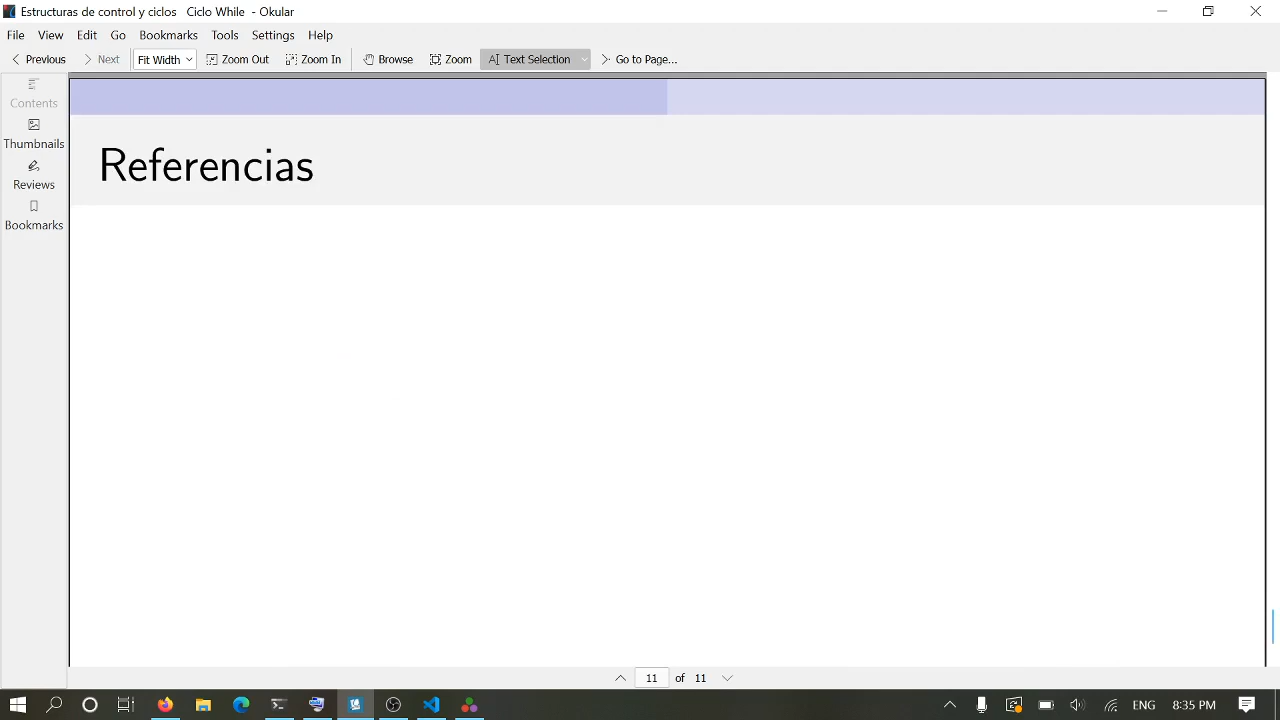 Estructuras de control y ciclos   Ciclo While  - Okular
File View Edit Go Bookmarks Tools Settings Help
Previous Next Fit Width Zoom Out Zoom In Browse Zoom Text Selection Go to Page...
Contents
Thumbnails
Reviews
Bookmarks
Referencias
11 of 11
ENG 8:35 PM